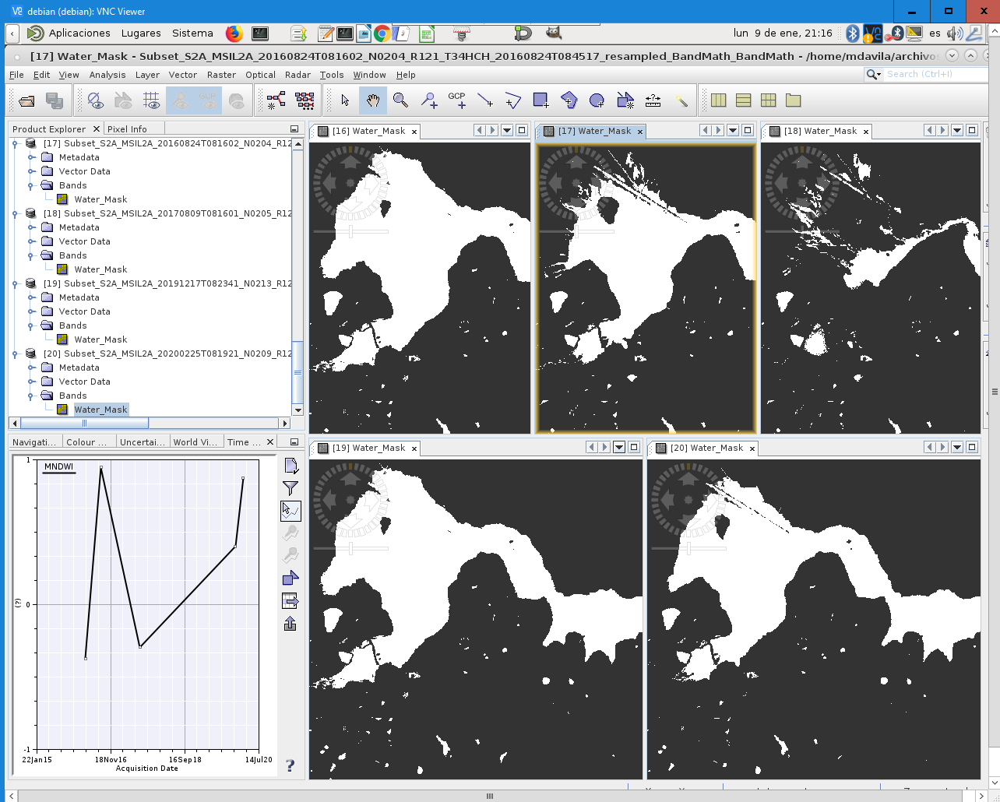 debian (debian): VNC Viewer
Aplicaciones Lugares Sistema
lun 9 de ene, 21:16
es
[17] Water_Mask - Subset_S2A_MSIL2A_20160824T081602_N0204_R121_T34HCH_20160824T084517_resampled_BandMath_BandMath - /home/mdavila/archivo
File Edit View Analysis Layer Vector Raster Optical Radar Tools Window Help
Search (Ctrl+I)
GCP
GCP
Product Explorer
Pixel Info
[17] Subset_S2A_MSIL2A_20160824T081602_N0204_R12
Metadata
Vector Data
Bands
Water_Mask
[18] Subset_S2A_MSIL2A_20170809T081601_N0205_R12
Metadata
Vector Data
Bands
Water_Mask
[19] Subset_S2A_MSIL2A_20191217T082341_N0213_R12
Metadata
Vector Data
Bands
Water_Mask
[20] Subset_S2A_MSIL2A_20200225T081921_N0209_R12
Metadata
Vector Data
Bands
Water_Mask
[16] Water_Mask
[17] Water_Mask
[18] Water_Mask
Navigati...
Colour ...
Uncertai...
World Vi...
Time ...
1
MNDWI
0
(?)
-1
22Jan15
18Nov16
16Sep18
14Jul20
Acquisition Date
[19] Water_Mask
[20] Water_Mask